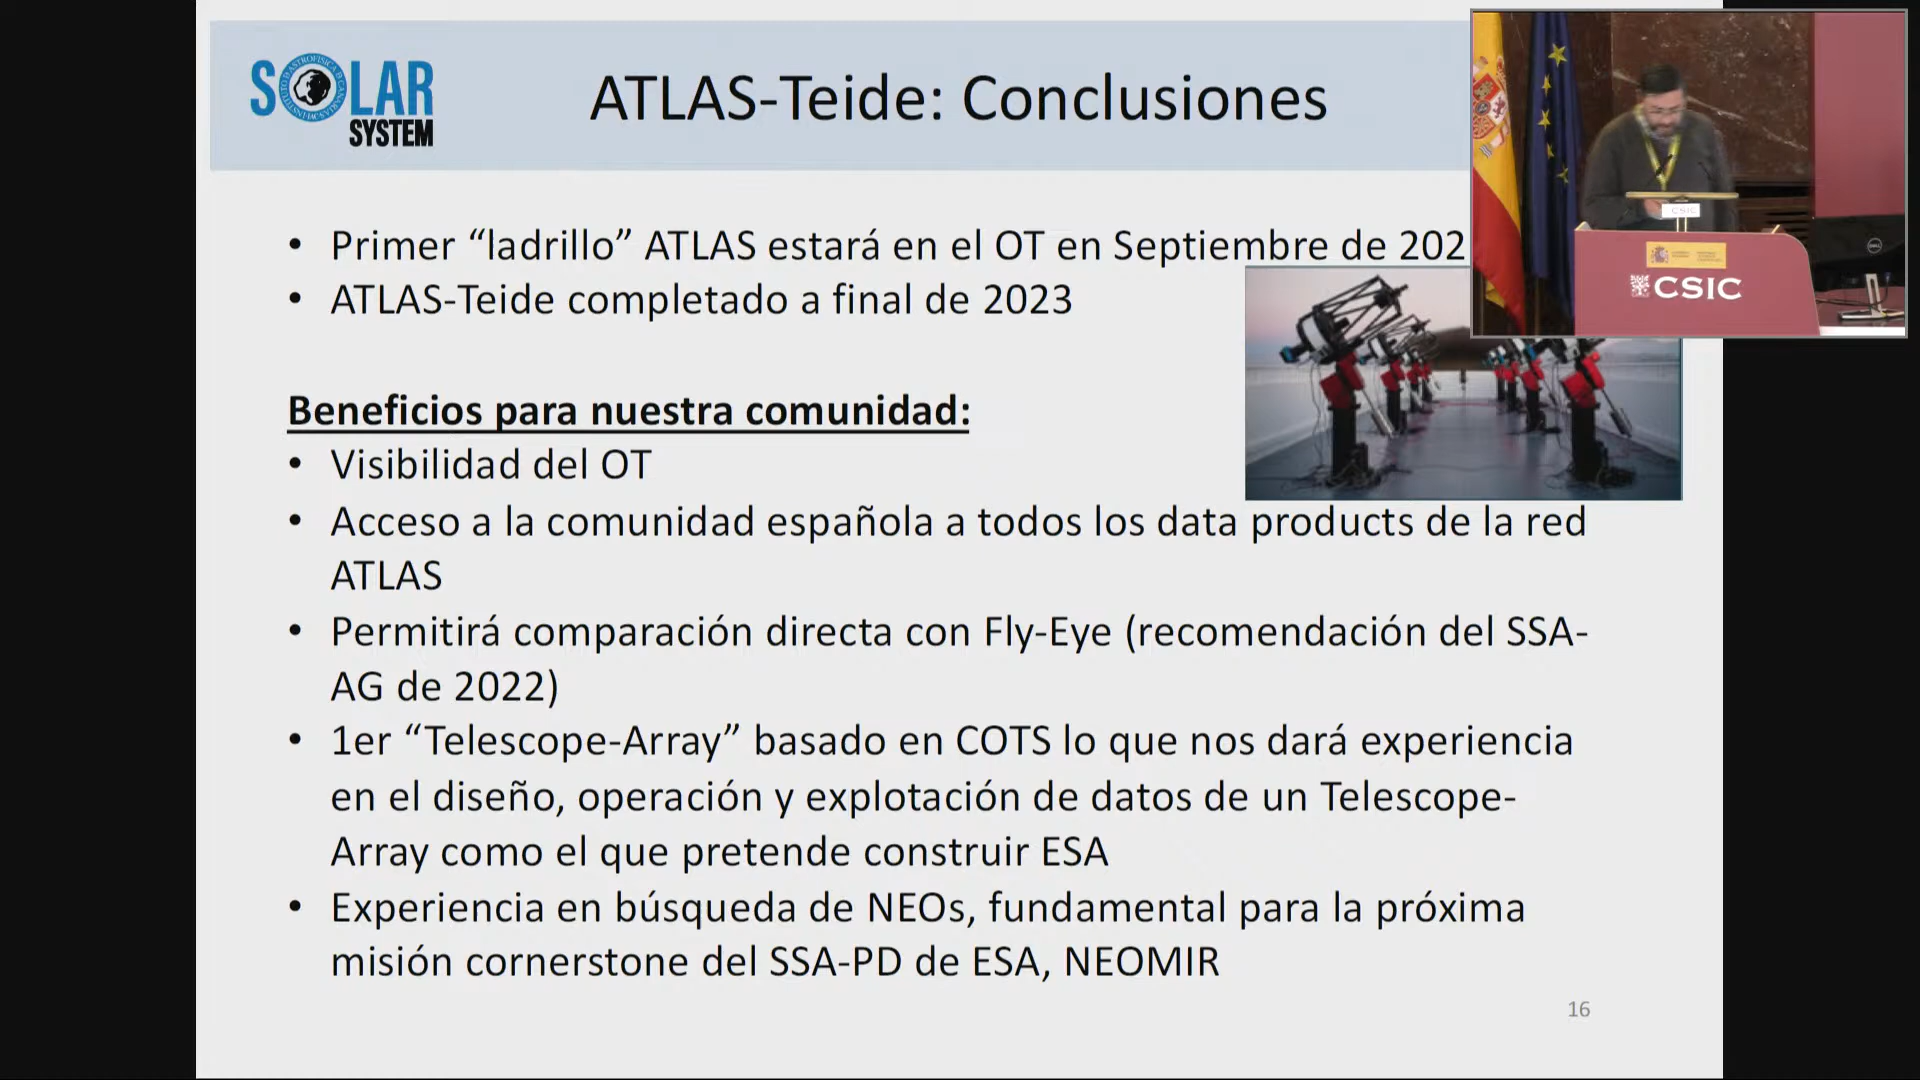 SOLAR
SYSTEM
ATLAS-Teide: Conclusiones
• Primer “ladrillo” ATLAS estará en el OT en Septiembre de 202
• ATLAS-Teide completado a final de 2023
Beneficios para nuestra comunidad:
• Visibilidad del OT
• Acceso a la comunidad española a todos los data products de la red
ATLAS
• Permitirá comparación directa con Fly-Eye (recomendación del SSA-
AG de 2022)
• 1er “Telescope-Array” basado en COTS lo que nos dará experiencia
en el diseño, operación y explotación de datos de un Telescope-
Array como el que pretende construir ESA
• Experiencia en búsqueda de NEOs, fundamental para la próxima
misión cornerstone del SSA-PD de ESA, NEOMIR
16
CSIC
CSIC